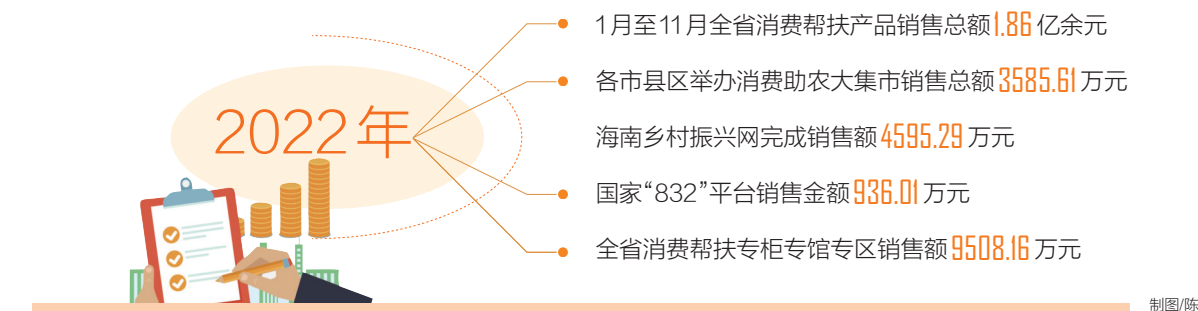 2022年
1月至11月全省消费帮扶产品销售总额1.86亿余元
各市县区举办消费助农大集市销售总额3585.61万元
海南乡村振兴网完成销售额4595.29万元
国家“832”平台销售金额936.01万元
全省消费帮扶专柜专馆专区销售额9508.16万元
制图/陈